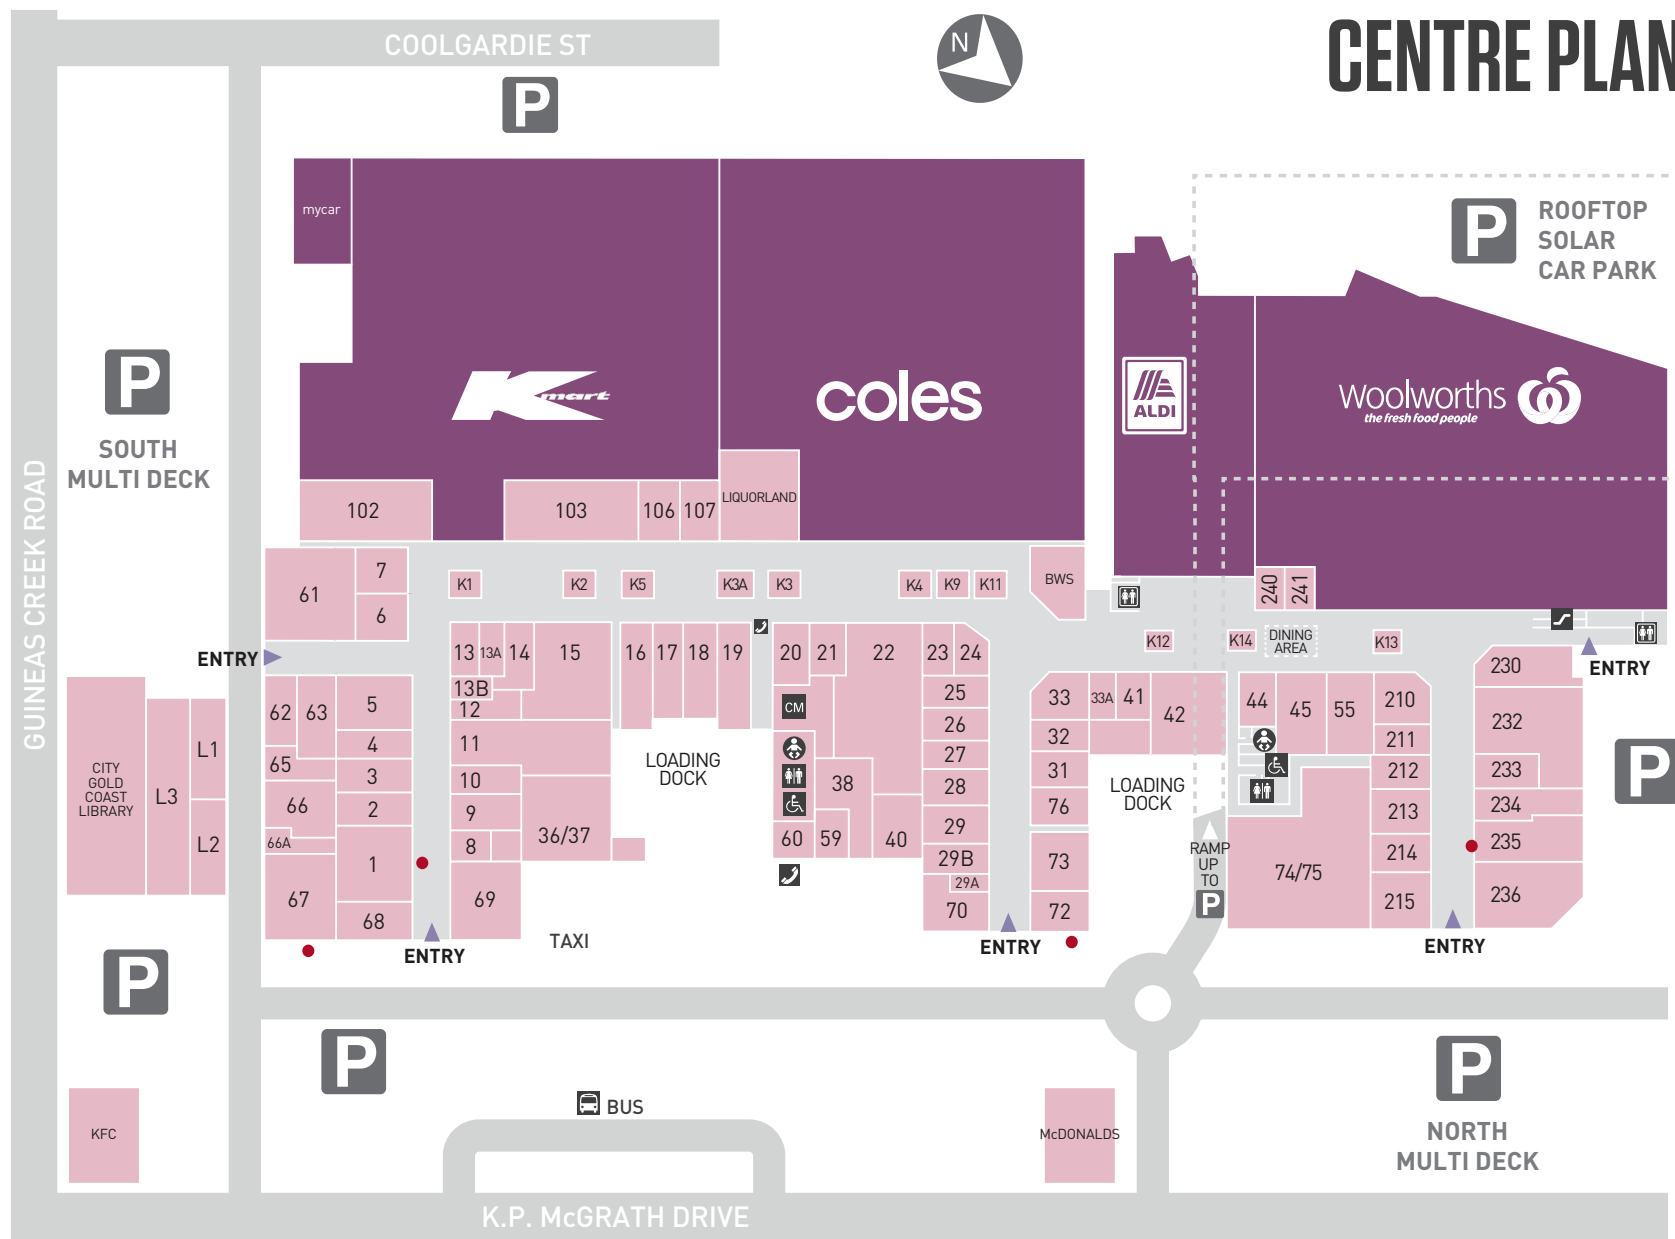 CENTRE PLAN
COOLGARDIE ST
N
P
mycar
ROOFTOP
SOLAR
CAR PARK
P
P
SOUTH
MULTI DECK
GUINEAS CREEK ROAD
Kmart
coles
ALDI
Woolworths
the fresh food people
102
103
106
107
LIQUORLAND
61
7
6
K1
K2
K5
K3A
K3
K4
K9
K11
BWS
240
241
K12
K14
DINING
AREA
K13
ENTRY
ENTRY
13
13A
14
15
13B
12
11
10
9
8
36/37
69
16
17
18
19
20
21
22
23
24
25
26
27
28
29
29B
29A
70
CM
38
40
59
60
LOADING
DOCK
33
33A
41
42
32
31
76
73
72
LOADING
DOCK
44
45
55
210
211
212
213
214
215
74/75
230
232
233
234
235
236
P
62
63
5
4
3
2
1
65
66
66A
67
68
CITY
GOLD
COAST
LIBRARY
L3
L1
L2
RAMP
UP
TO
P
TAXI
ENTRY
ENTRY
ENTRY
P
P
P
NORTH
MULTI DECK
BUS
KFC
McDONALDS
K.P. McGRATH DRIVE